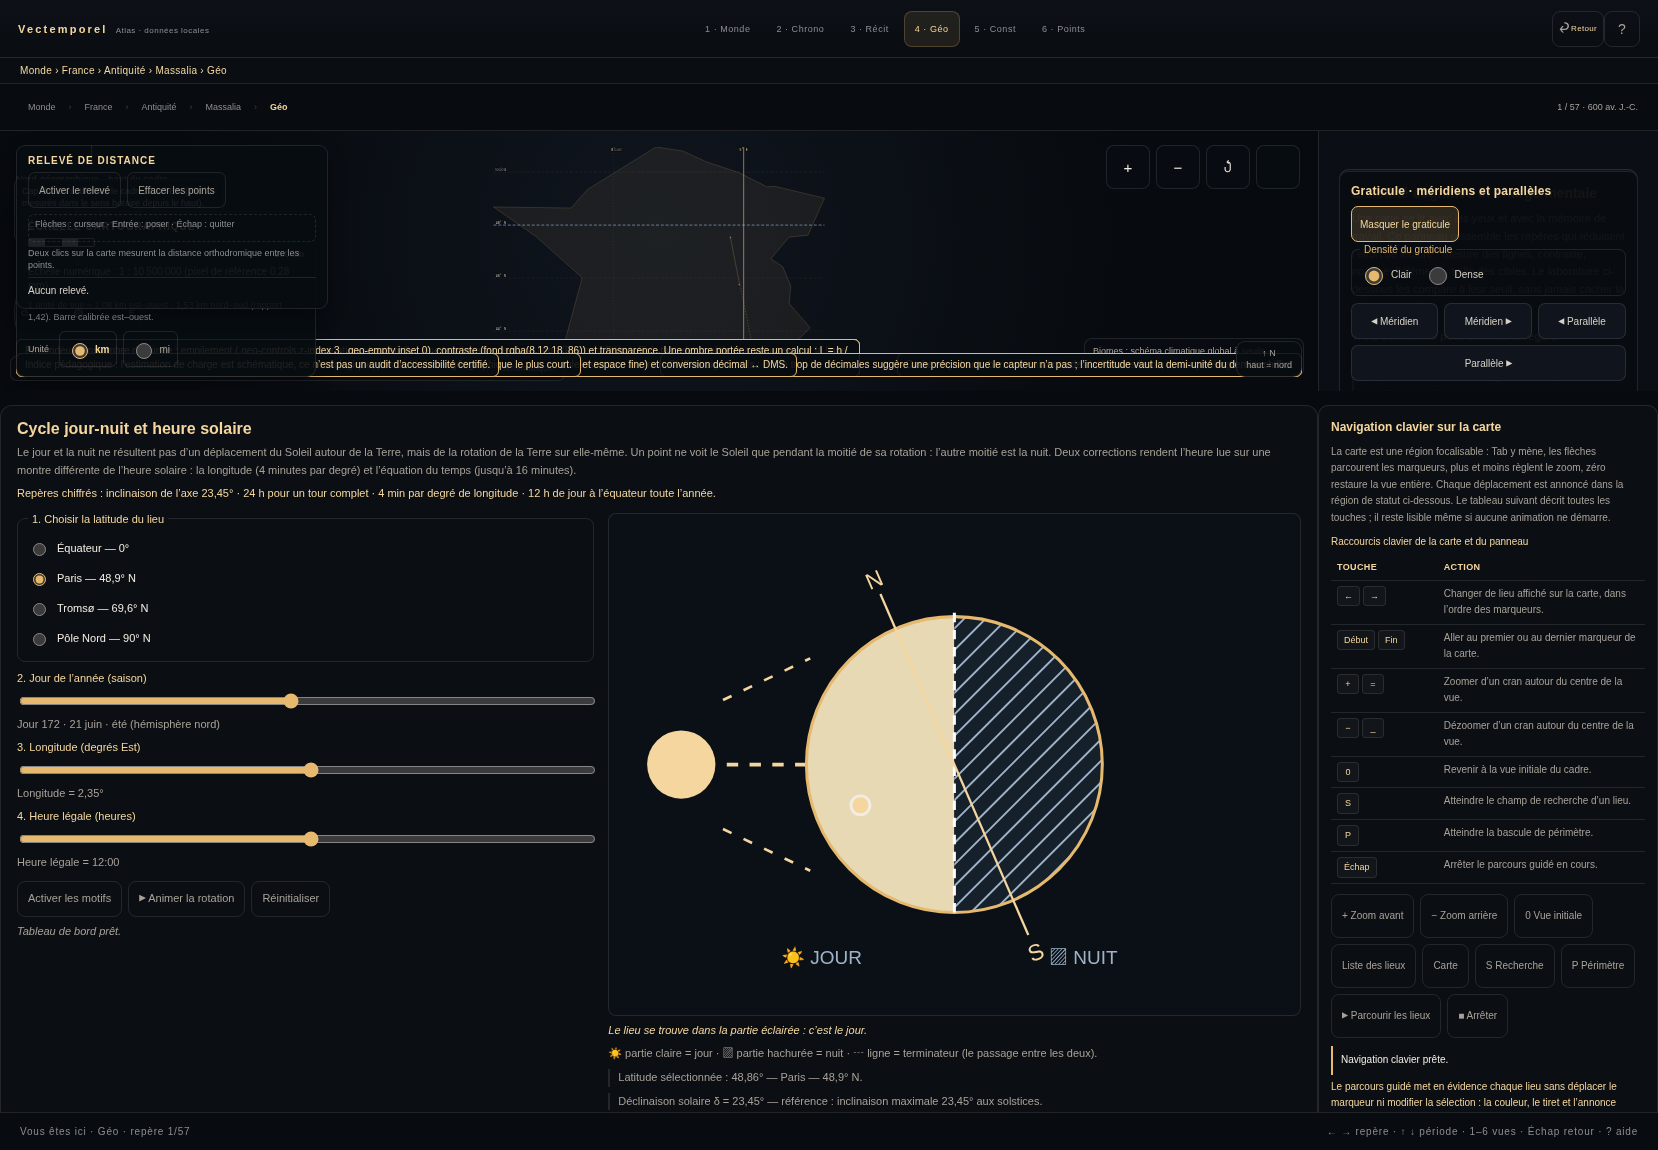 Vectemporel Atlas · données locales
1 · Monde 2 · Chrono 3 · Récit 4 · Géo 5 · Const 6 · Points
Retour ?
Monde › France › Antiquité › Massalia › Géo
Monde › France › Antiquité › Massalia › Géo
1 / 57 · 600 av. J.-C.
RELEVÉ DE DISTANCE
Activer le relevé Effacer les points
Flèches : curseur · Entrée : poser · Échap : quitter
Deux clics sur la carte mesurent la distance orthodromique entre les
points.
Aucun relevé.
1,42). Barre calibrée est–ouest.
Unité km mi
+ −
index 3, .geo-empty inset 0), contraste (fond rgba(8,12,18,.86)) et transparence. Une ombre portée reste un calcul : L = h /
n'est pas un audit d'accessibilité certifié. que le plus court. et espace fine) et conversion décimal ↔ DMS. op de décimales suggère une précision que le capteur n'a pas ; l'incertitude vaut la demi-unité du
Biomes : schéma climatique global
↑ N
haut = nord
Graticule · méridiens et parallèles
Masquer le graticule
Densité du graticule
Clair Dense
◀ Méridien Méridien ▶ ◀ Parallèle
Parallèle ▶
Cycle jour-nuit et heure solaire
Le jour et la nuit ne résultent pas d'un déplacement du Soleil autour de la Terre, mais de la rotation de la Terre sur elle-même. Un point ne voit le Soleil que pendant la moitié de sa rotation : l'autre moitié est la nuit. Deux corrections rendent l'heure lue sur une
montre différente de l'heure solaire : la longitude (4 minutes par degré) et l'équation du temps (jusqu'à 16 minutes).
Repères chiffrés : inclinaison de l'axe 23,45° · 24 h pour un tour complet · 4 min par degré de longitude · 12 h de jour à l'équateur toute l'année.
1. Choisir la latitude du lieu
Équateur — 0°
Paris — 48,9° N
Tromsø — 69,6° N
Pôle Nord — 90° N
2. Jour de l'année (saison)
Jour 172 · 21 juin · été (hémisphère nord)
3. Longitude (degrés Est)
Longitude = 2,35°
4. Heure légale (heures)
Heure légale = 12:00
Activer les motifs ▶ Animer la rotation Réinitialiser
Tableau de bord prêt.
N
S
☀️ JOUR ▨ NUIT
Le lieu se trouve dans la partie éclairée : c'est le jour.
☀️ partie claire = jour · ▨ partie hachurée = nuit · ┄ ligne = terminateur (le passage entre les deux).
Latitude sélectionnée : 48,86° — Paris — 48,9° N.
Déclinaison solaire δ = 23,45° — référence : inclinaison maximale 23,45° aux solstices.
Navigation clavier sur la carte
La carte est une région focalisable : Tab y mène, les flèches
parcourent les marqueurs, plus et moins règlent le zoom, zéro
restaure la vue entière. Chaque déplacement est annoncé dans la
région de statut ci-dessous. Le tableau suivant décrit toutes les
touches ; il reste lisible même si aucune animation ne démarre.
Raccourcis clavier de la carte et du panneau
TOUCHE ACTION
← → Changer de lieu affiché sur la carte, dans
l'ordre des marqueurs.
Début Fin Aller au premier ou au dernier marqueur de
la carte.
+ = Zoomer d'un cran autour du centre de la
vue.
− _ Dézoomer d'un cran autour du centre de la
vue.
0 Revenir à la vue initiale du cadre.
S Atteindre le champ de recherche d'un lieu.
P Atteindre la bascule de périmètre.
Échap Arrêter le parcours guidé en cours.
+ Zoom avant − Zoom arrière 0 Vue initiale
Liste des lieux Carte S Recherche P Périmètre
▶ Parcourir les lieux ■ Arrêter
Navigation clavier prête.
Le parcours guidé met en évidence chaque lieu sans déplacer le
marqueur ni modifier la sélection : la couleur, le tiret et l'annonce
Vous êtes ici · Géo · repère 1/57
← → repère · ↑ ↓ période · 1–6 vues · Échap retour · ? aide